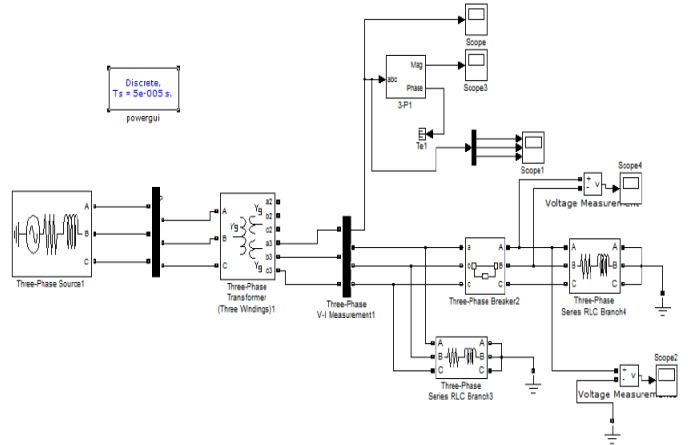 Scope
Discrete,
Ts = 5e-005 s.
powergui
abc
Mag
Phase
3-P1
Scope3
Te1
Scope1
Scope4
+
-
v
Voltage Measurement
A
B
C
Three-Phase Source1
A
B
C
Yg
Yg
Yg
a2
b2
c2
a3
b3
c3
Three-Phase
Transformer
(Three Windings)1
Three-Phase
V-I Measurement1
a
b
c
A
B
C
Three-Phase Breaker2
A
B
C
A
B
C
Three-Phase
Series RLC Branch4
A
B
C
A
B
C
Three-Phase
Series RLC Branch3
+
-
v
Scope2
Voltage Measurement